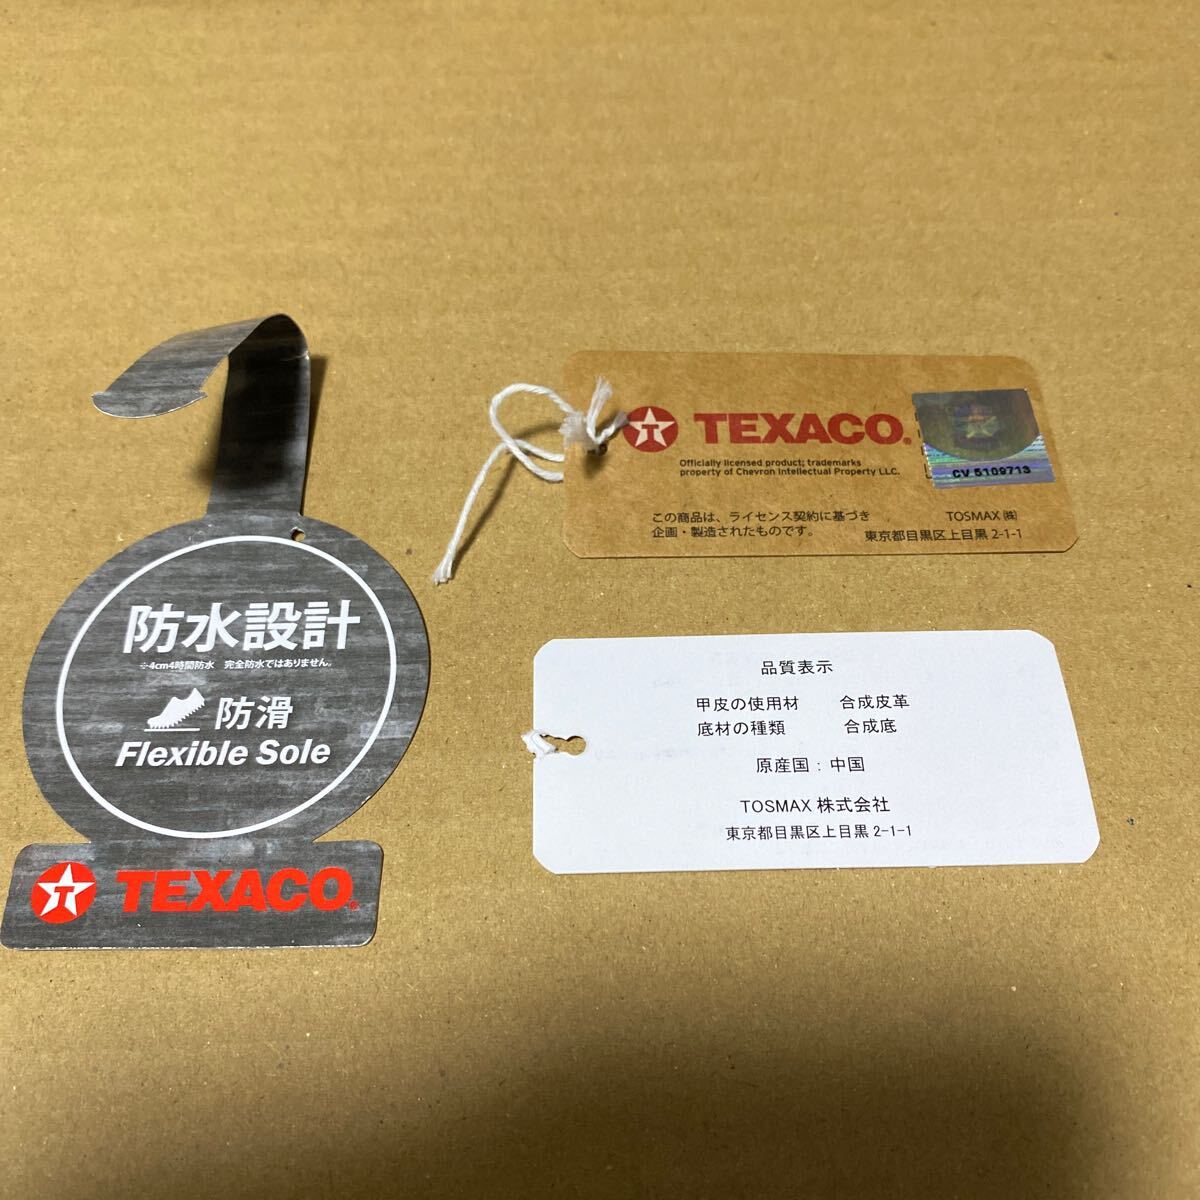 防水設計
※4cm4時間防水 完全防水ではありません。
防滑
Flexible Sole
T TEXACO®
T TEXACO®
Officially licensed product; trademarks
property of Chevron Intellectual Property LLC.
CV 5109713
この商品は、ライセンス契約に基づき
企画・製造されたものです。
TOSMAX ㈱
東京都目黒区上目黒 2-1-1
品質表示
甲皮の使用材 合成皮革
底材の種類 合成底
原産国：中国
TOSMAX 株式会社
東京都目黒区上目黒 2-1-1